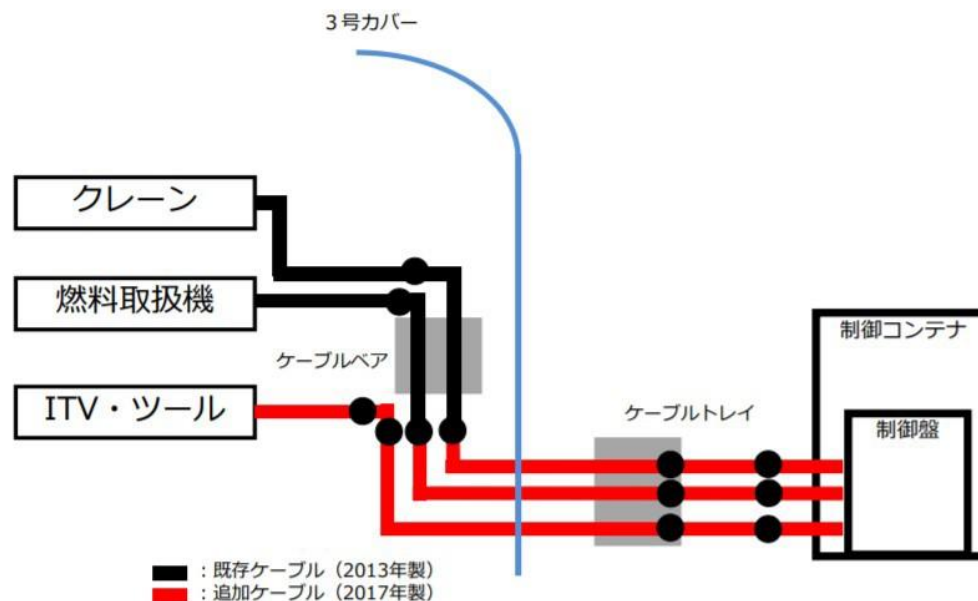 3号カバー
クレーン
燃料取扱機
ケーブルベア
ITV・ツール
ケーブルトレイ
制御コンテナ
制御盤
：既存ケーブル（2013年製）
：追加ケーブル（2017年製）